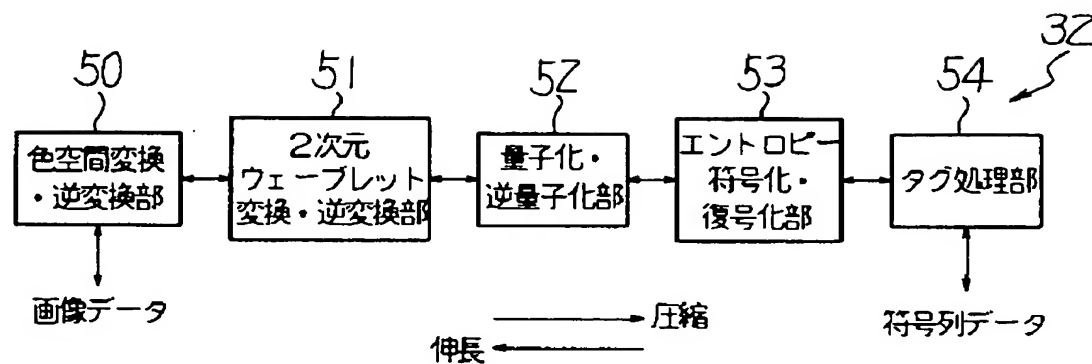 32
50
51
52
53
54
色空間変換
・逆変換部
2次元
ウェーブレット
変換・逆変換部
量子化・
逆量子化部
エントロピー
符号化・
復号化部
タグ処理部
画像データ
符号列データ
圧縮
伸長